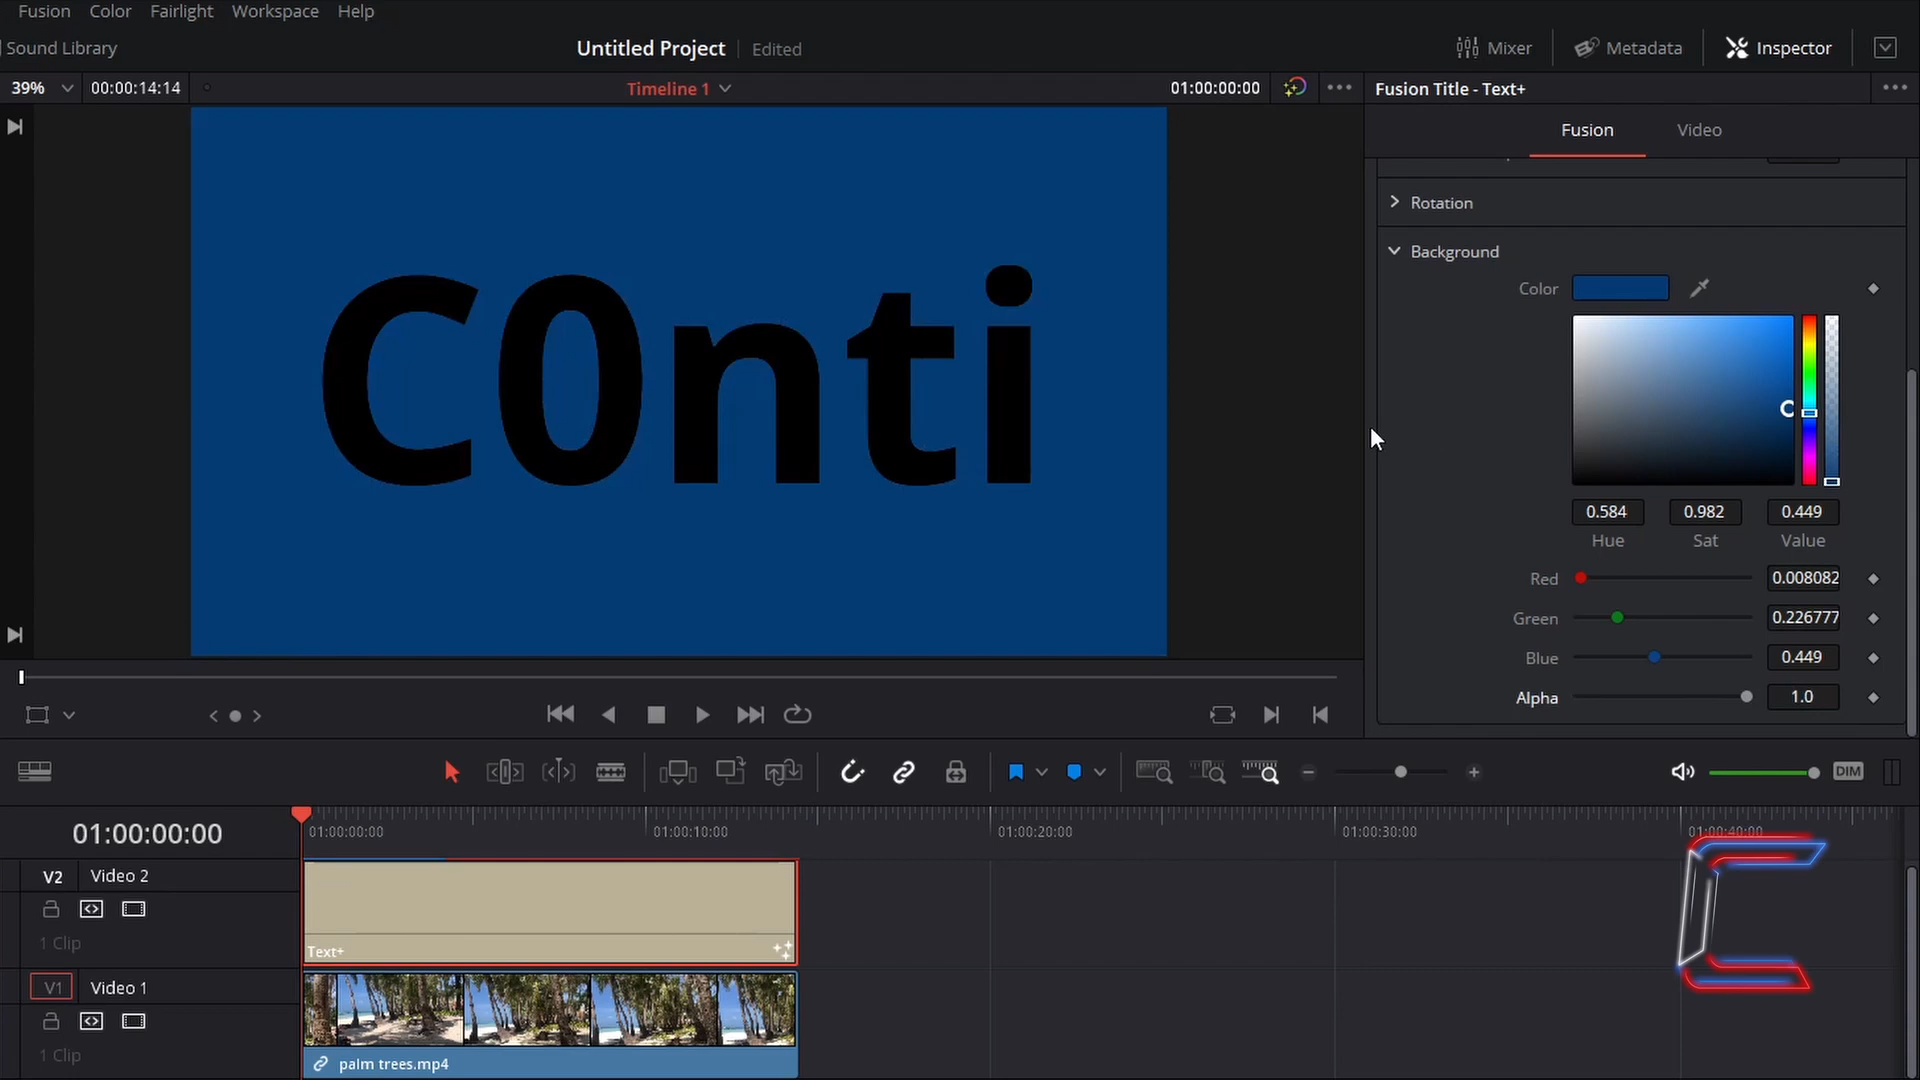 Fusion Color Fairlight Workspace Help
Sound Library
Untitled Project Edited
Mixer Metadata Inspector
39% 00:00:14:14
Timeline 1
01:00:00:00
Fusion Title - Text+
Fusion Video
Rotation
Background
Color
C0nti
0.584 0.982 0.449
Hue Sat Value
Red 0.008082
Green 0.226777
Blue 0.449
Alpha 1.0
DIM
01:00:00:00
01:00:00:00 01:00:10:00 01:00:20:00 01:00:30:00 01:00:40:00
V2 Video 2
1 Clip
Text+
V1 Video 1
1 Clip
palm trees.mp4